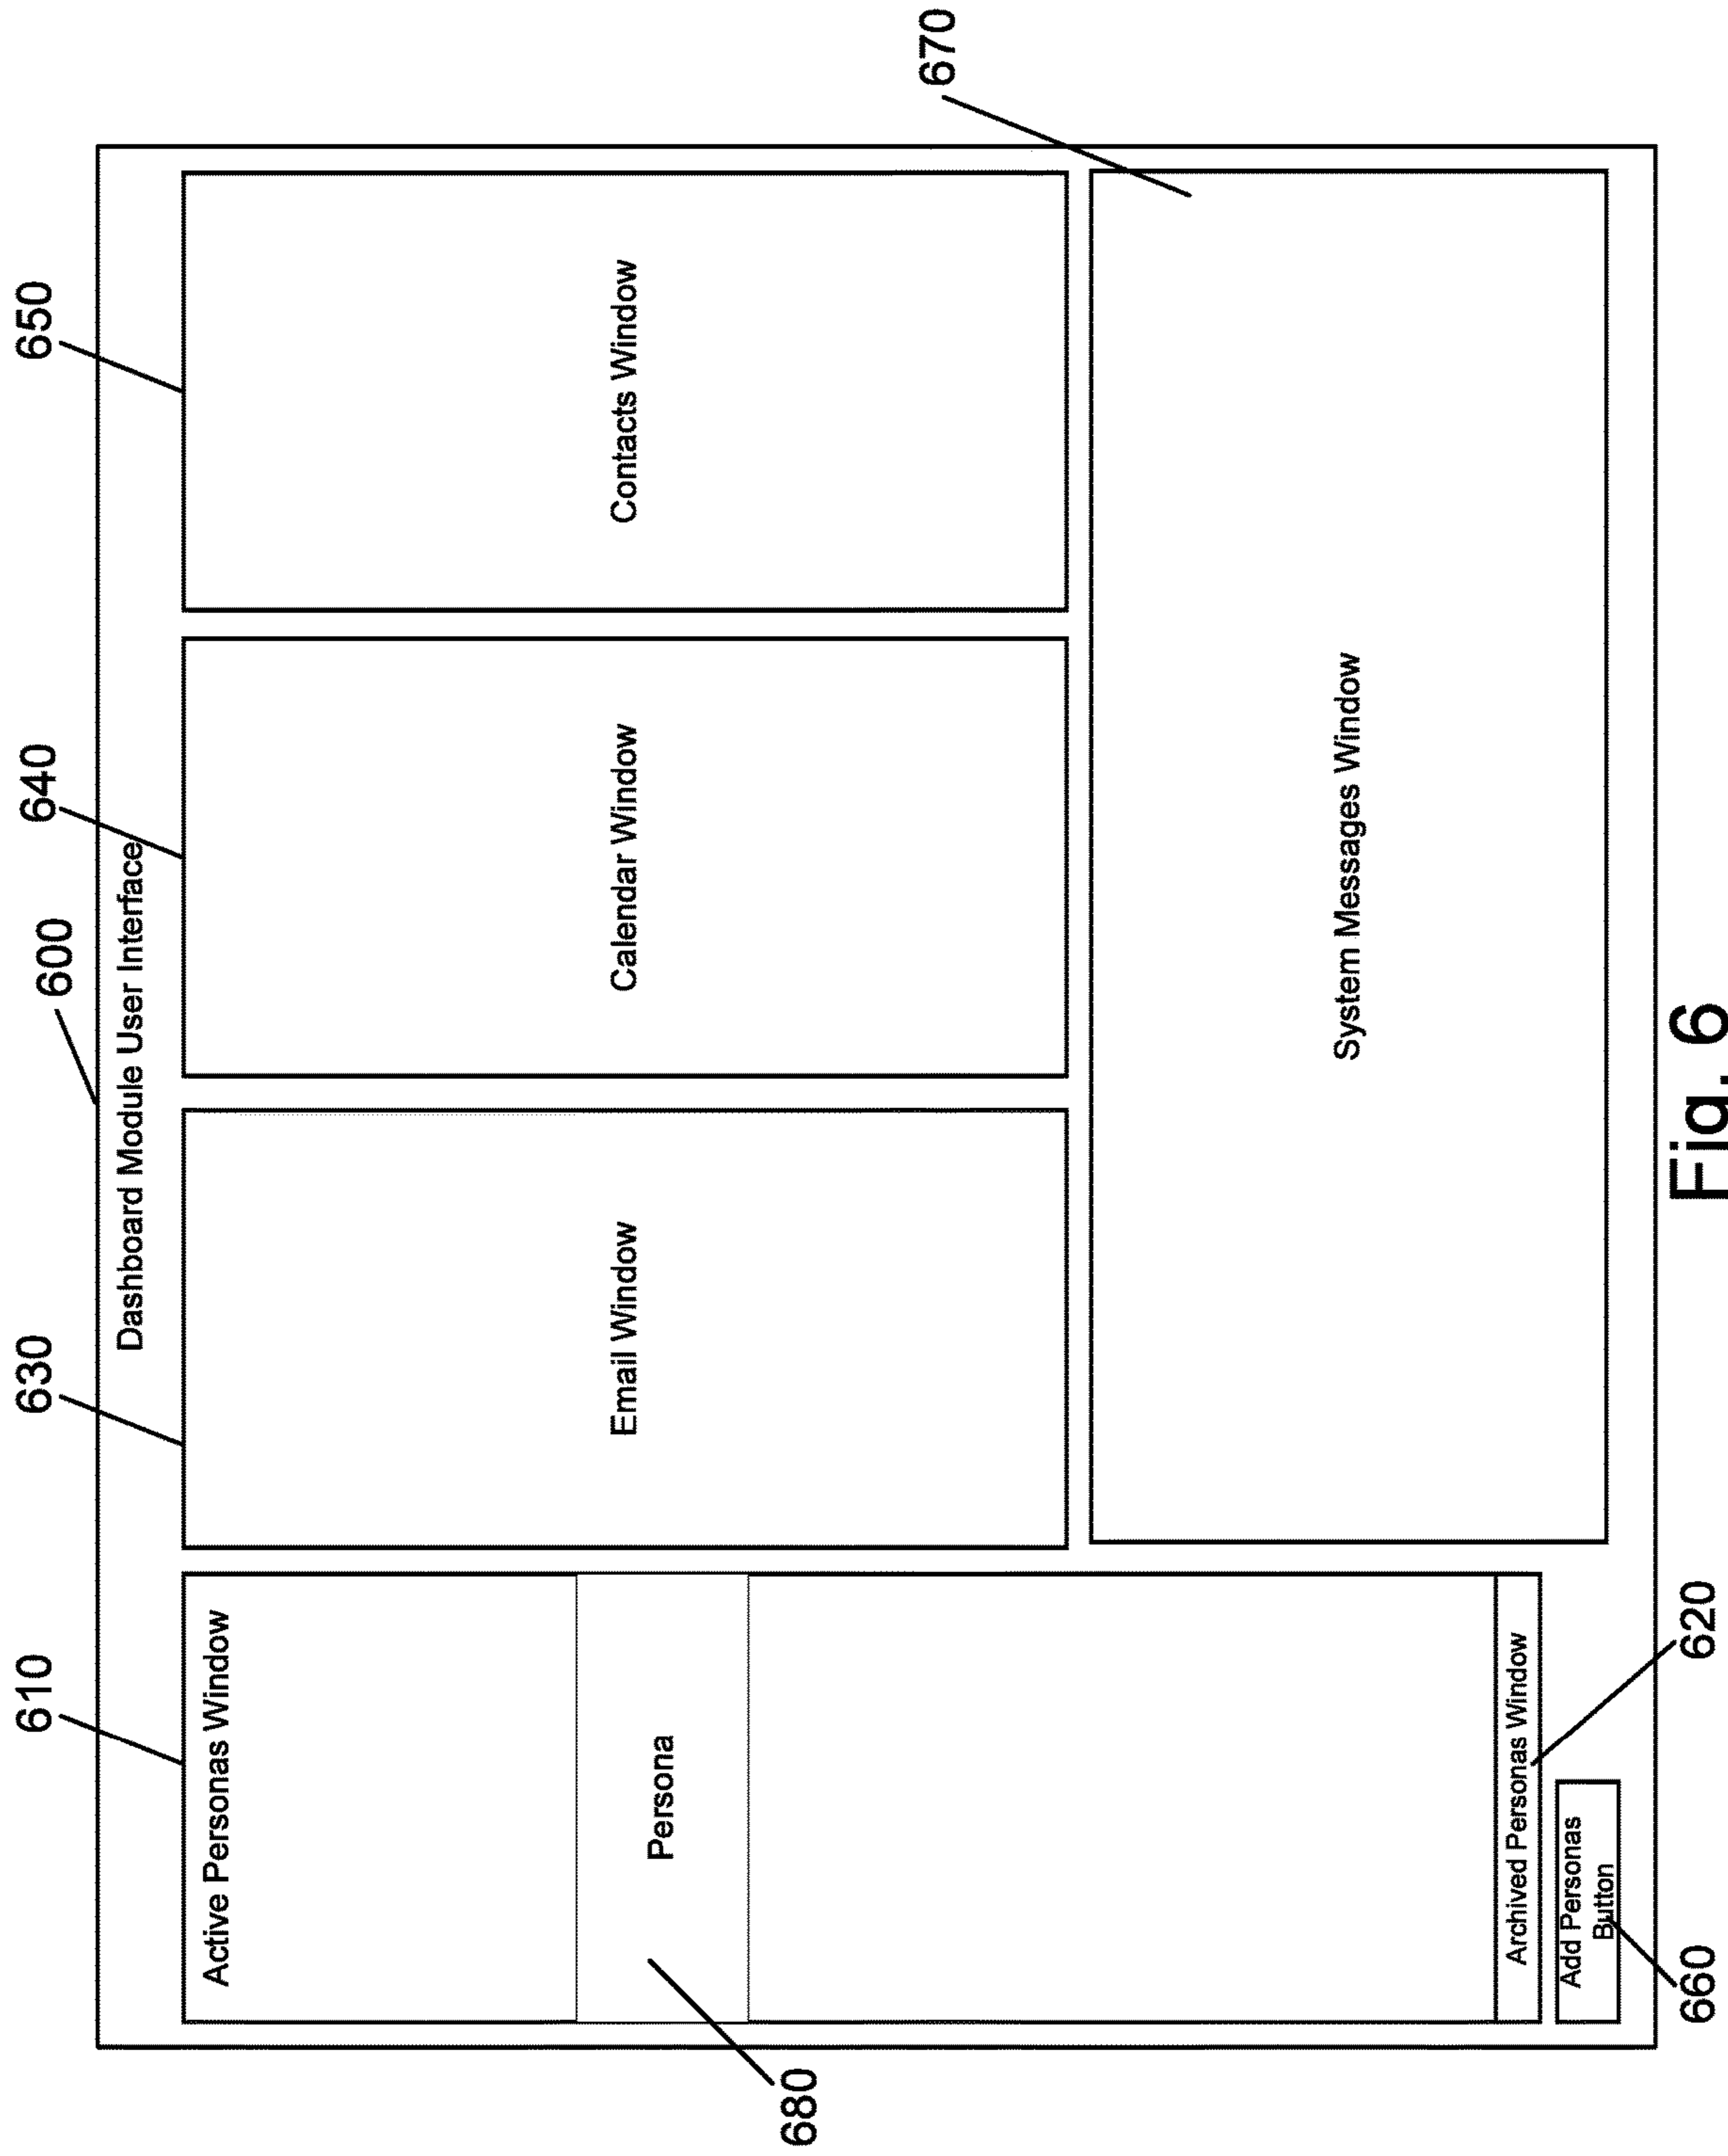 600
Dashboard Module User Interface
610
630
640
650
Active Personas Window
Persona
680
Email Window
Calendar Window
Contacts Window
670
System Messages Window
Archived Personas Window
620
Add Personas
Button
660
Fig. 6